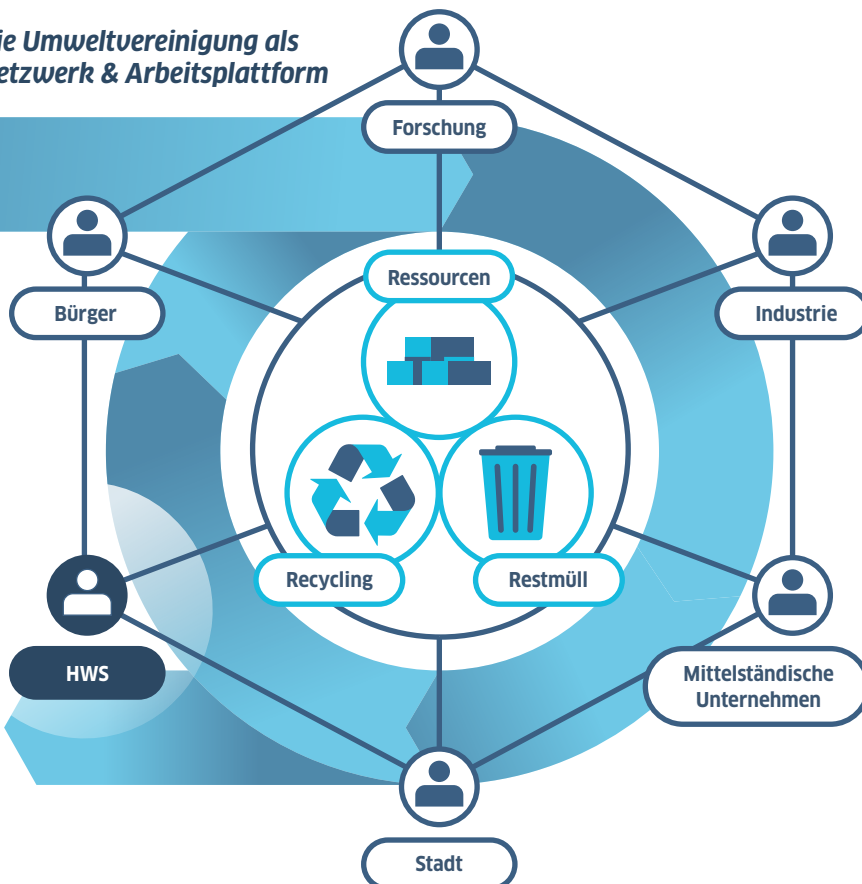 ie Umweltvereinigung als
etzwerk & Arbeitsplattform
Forschung
Ressourcen
Bürger
Industrie
Recycling
Restmüll
HWS
Mittelständische
Unternehmen
Stadt